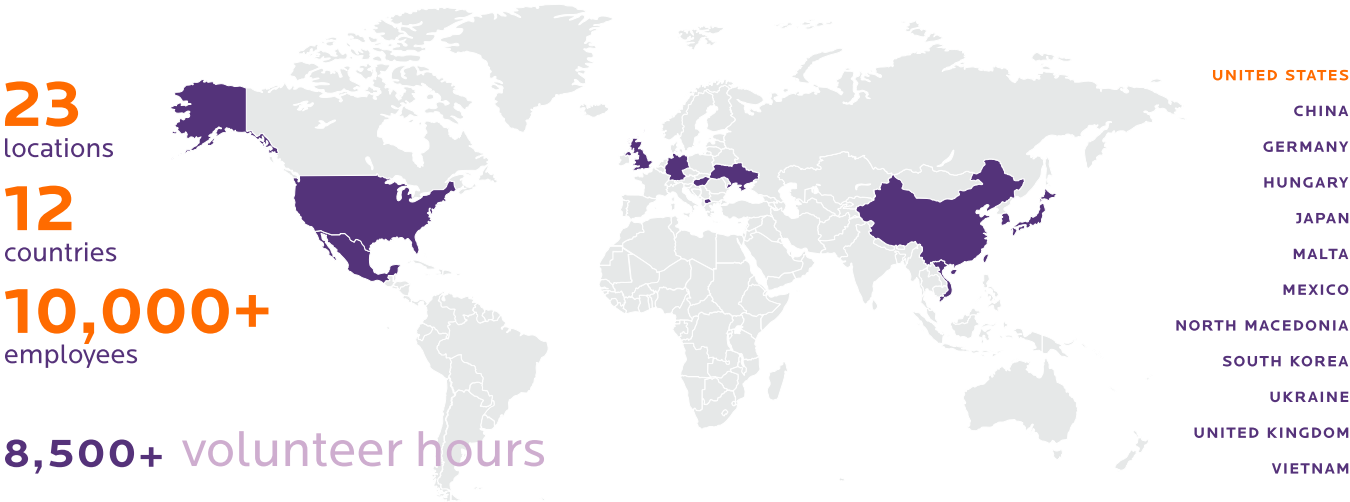 23
locations
12
countries
10,000+
employees
8,500+ volunteer hours
UNITED STATES
CHINA
GERMANY
HUNGARY
JAPAN
MALTA
MEXICO
NORTH MACEDONIA
SOUTH KOREA
UKRAINE
UNITED KINGDOM
VIETNAM